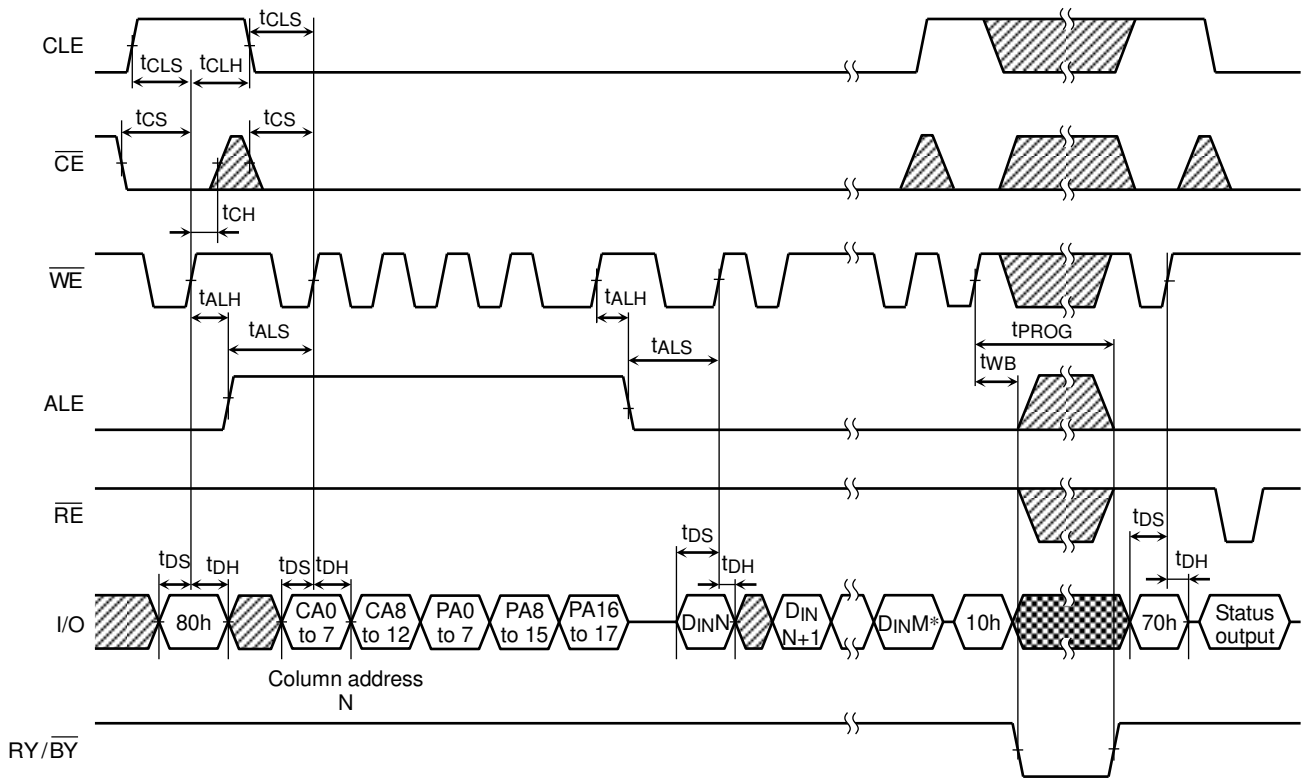 tCLS
CLE
tCLS tCLH
tCS tCS
CE
tCH
WE
tALH tALH
tALS tPROG
tALS
tWB
ALE
RE
tDS tDS
tDS tDH tDS tDH tDH tDH
I/O
80h
CA0
to 7
CA8
to 12
PA0
to 7
PA8
to 15
PA16
to 17
DINN
DIN
N+1
DINM*
10h
70h
Status
output
Column address
N
RY/BY